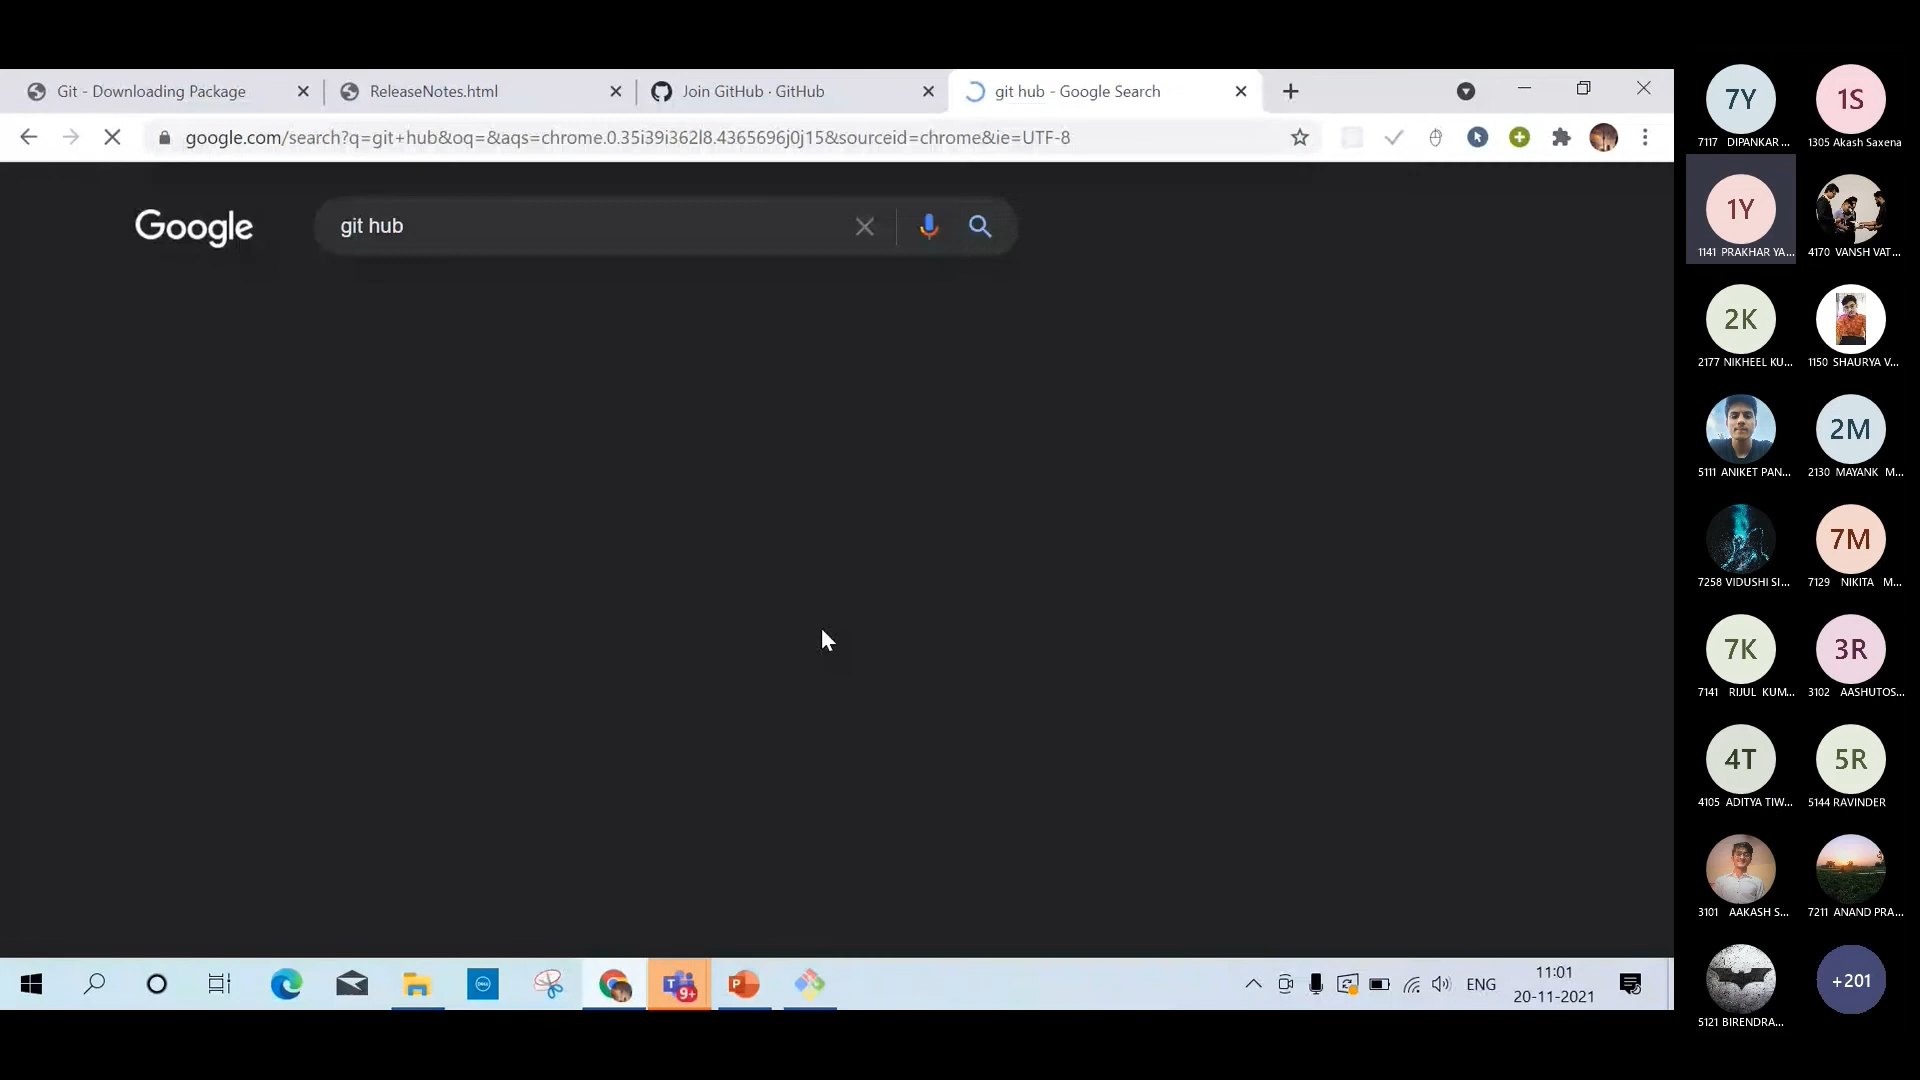 Git - Downloading Package
ReleaseNotes.html
Join GitHub · GitHub
git hub - Google Search
google.com/search?q=git+hub&oq=&aqs=chrome.0.35i39i362l8.4365696j0j15&sourceid=chrome&ie=UTF-8
Google
git hub
7Y
7117 DIPANKAR ...
1S
1305 Akash Saxena
1Y
1141 PRAKHAR YA...
4170 VANSH VAT...
2K
2177 NIKHEEL KU...
1150 SHAURYA V...
5111 ANIKET PAN...
2M
2130 MAYANK M...
7258 VIDUSHI SI...
7M
7129 NIKITA M...
7K
7141 RIJUL KUM...
3R
3102 AASHUTOS...
4T
4105 ADITYA TIW...
5R
5144 RAVINDER
3101 AAKASH S...
7211 ANAND PRA...
5121 BIRENDRA...
+201
DELL
T
9+
P
ENG
11:01
20-11-2021